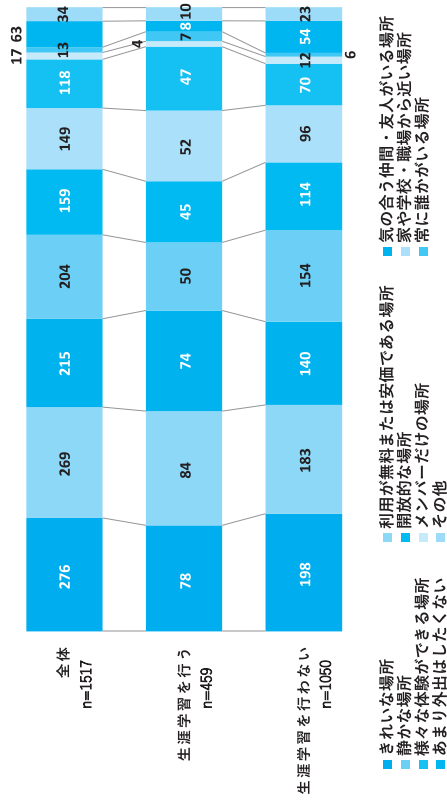 全体
n=1517
276
269
215
204
159
149
118
17
13
63
34
生涯学習を行う
n=459
78
84
74
50
45
52
47
4
7
8
10
生涯学習を行わない
n=1050
198
183
140
154
114
96
70
12
6
54
23
きれいな場所
利用が無料または安価である場所
気の合う仲間・友人がいる場所
静かな場所
開放的な場所
家や学校・職場から近い場所
様々な体験ができる場所
メンバーだけの場所
常に誰かがいる場所
あまり外出はしたくない
その他